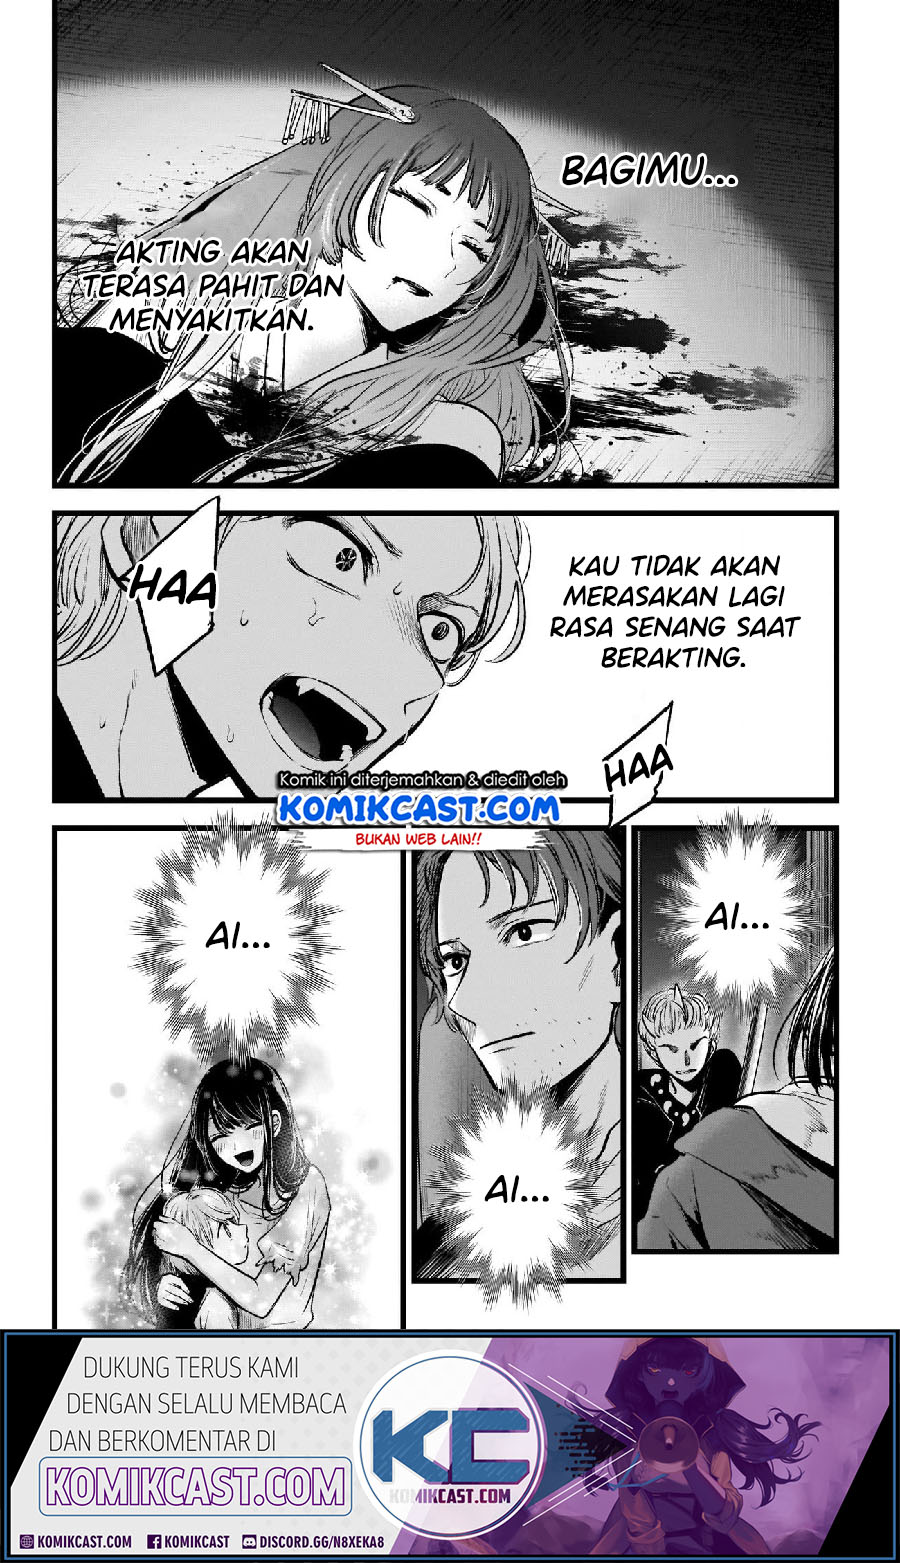 BAGIMU...
AKTING AKAN
TERASA PAHIT DAN
MENYAKITKAN.
HAA
KAU TIDAK AKAN
MERASAKAN LAGI
RASA SENANG SAAT
BERAKTING.
HAA
Komik ini diterjemahkan & diedit oleh
KOMIKCAST.COM
BUKAN WEB LAIN!!
AI...
AI...
AI...
DUKUNG TERUS KAMI
DENGAN SELALU MEMBACA
DAN BERKOMENTAR DI
KOMIKCAST.COM
KC
KOMIKCAST.COM
KOMIKCAST.COM
KOMIKCAST
DISCORD.GG/N8XEKA8